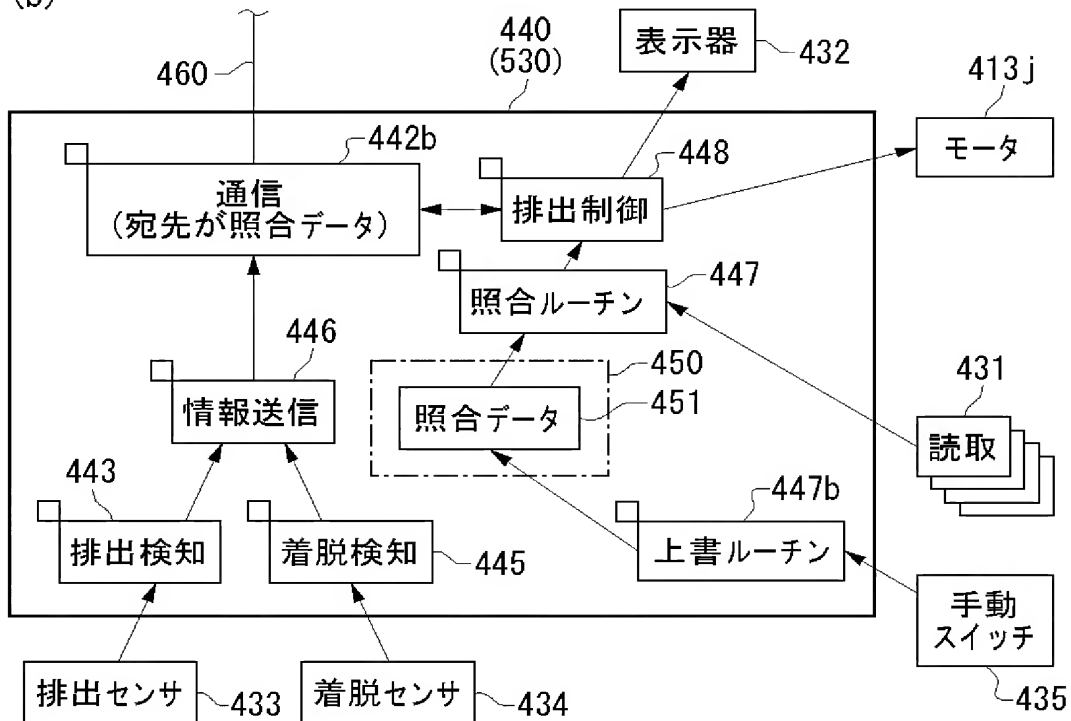 (b)
440
(530)
表示器
432
460
413j
モータ
442b
448
通信
(宛先が照合データ)
排出制御
447
照合ルーチン
446
450
431
情報送信
照合データ
451
読取
443
447b
排出検知
着脱検知
445
上書ルーチン
手動
スイッチ
排出センサ
433
着脱センサ
434
435